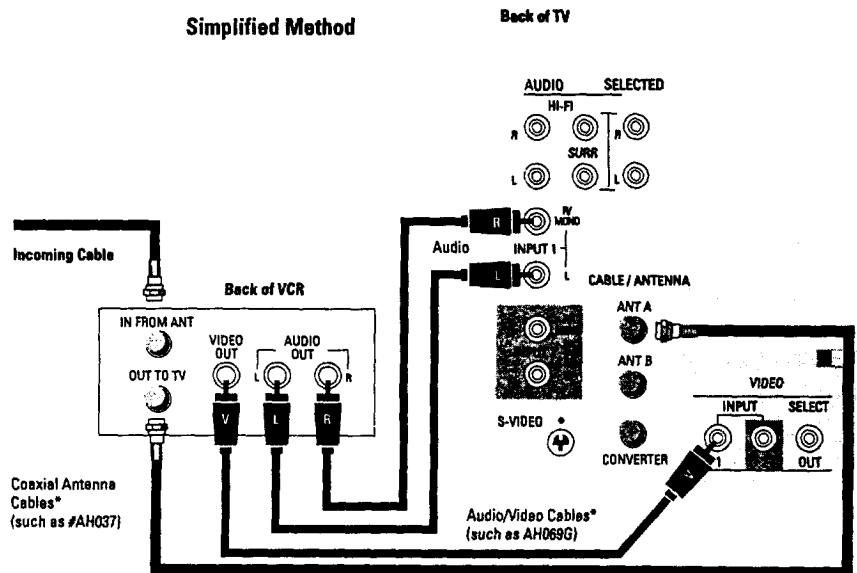 Simplified Method
Back of TV
AUDIO SELECTED
HI-FI
R
R
SURR
L
L
R
R/
MONO
Incoming Cable
Audio
INPUT 1
L
L
CABLE / ANTENNA
Back of VCR
ANT A
IN FROM ANT
VIDEO
OUT
AUDIO
OUT
L
R
ANT B
OUT TO TV
VIDEO
INPUT
SELECT
V
L
R
S-VIDEO
CONVERTER
1
OUT
V
Coaxial Antenna
Cables*
(such as #AH037)
Audio/Video Cables*
(such as AH069G)